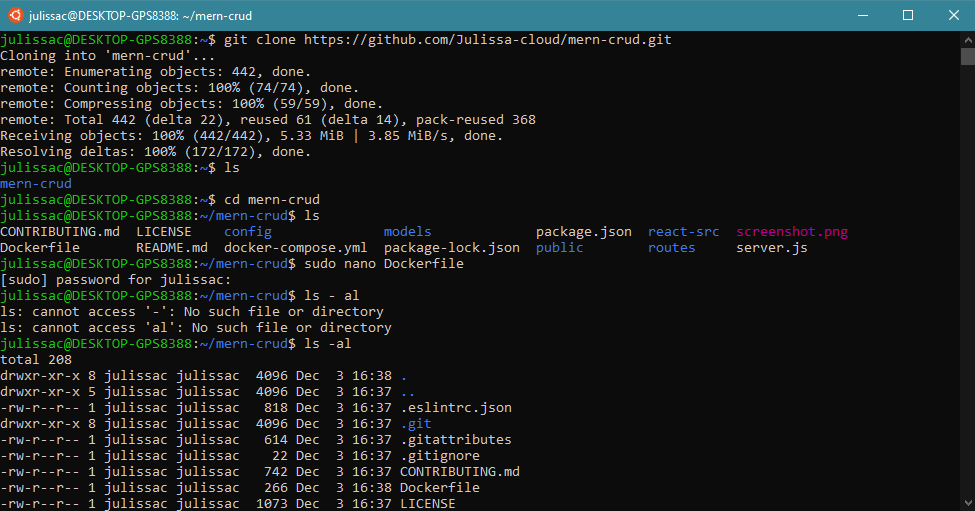 julissac@DESKTOP-GPS8388: ~/mern-crud
julissac@DESKTOP-GPS8388:~$ git clone https://github.com/Julissa-cloud/mern-crud.git
Cloning into 'mern-crud'...
remote: Enumerating objects: 442, done.
remote: Counting objects: 100% (74/74), done.
remote: Compressing objects: 100% (59/59), done.
remote: Total 442 (delta 22), reused 61 (delta 14), pack-reused 368
Receiving objects: 100% (442/442), 5.33 MiB | 3.85 MiB/s, done.
Resolving deltas: 100% (172/172), done.
julissac@DESKTOP-GPS8388:~$ ls
mern-crud
julissac@DESKTOP-GPS8388:~$ cd mern-crud
julissac@DESKTOP-GPS8388:~/mern-crud$ ls
CONTRIBUTING.md  LICENSE    config              models             package.json  react-src  screenshot.png
Dockerfile       README.md  docker-compose.yml  package-lock.json  public        routes     server.js
julissac@DESKTOP-GPS8388:~/mern-crud$ sudo nano Dockerfile
[sudo] password for julissac:
julissac@DESKTOP-GPS8388:~/mern-crud$ ls - al
ls: cannot access '-': No such file or directory
ls: cannot access 'al': No such file or directory
julissac@DESKTOP-GPS8388:~/mern-crud$ ls -al
total 208
drwxr-xr-x 8 julissac julissac  4096 Dec  3 16:38 .
drwxr-xr-x 5 julissac julissac  4096 Dec  3 16:37 ..
-rw-r--r-- 1 julissac julissac   818 Dec  3 16:37 .eslintrc.json
drwxr-xr-x 8 julissac julissac  4096 Dec  3 16:37 .git
-rw-r--r-- 1 julissac julissac   614 Dec  3 16:37 .gitattributes
-rw-r--r-- 1 julissac julissac    22 Dec  3 16:37 .gitignore
-rw-r--r-- 1 julissac julissac   742 Dec  3 16:37 CONTRIBUTING.md
-rw-r--r-- 1 julissac julissac   266 Dec  3 16:38 Dockerfile
-rw-r--r-- 1 julissac julissac  1073 Dec  3 16:37 LICENSE